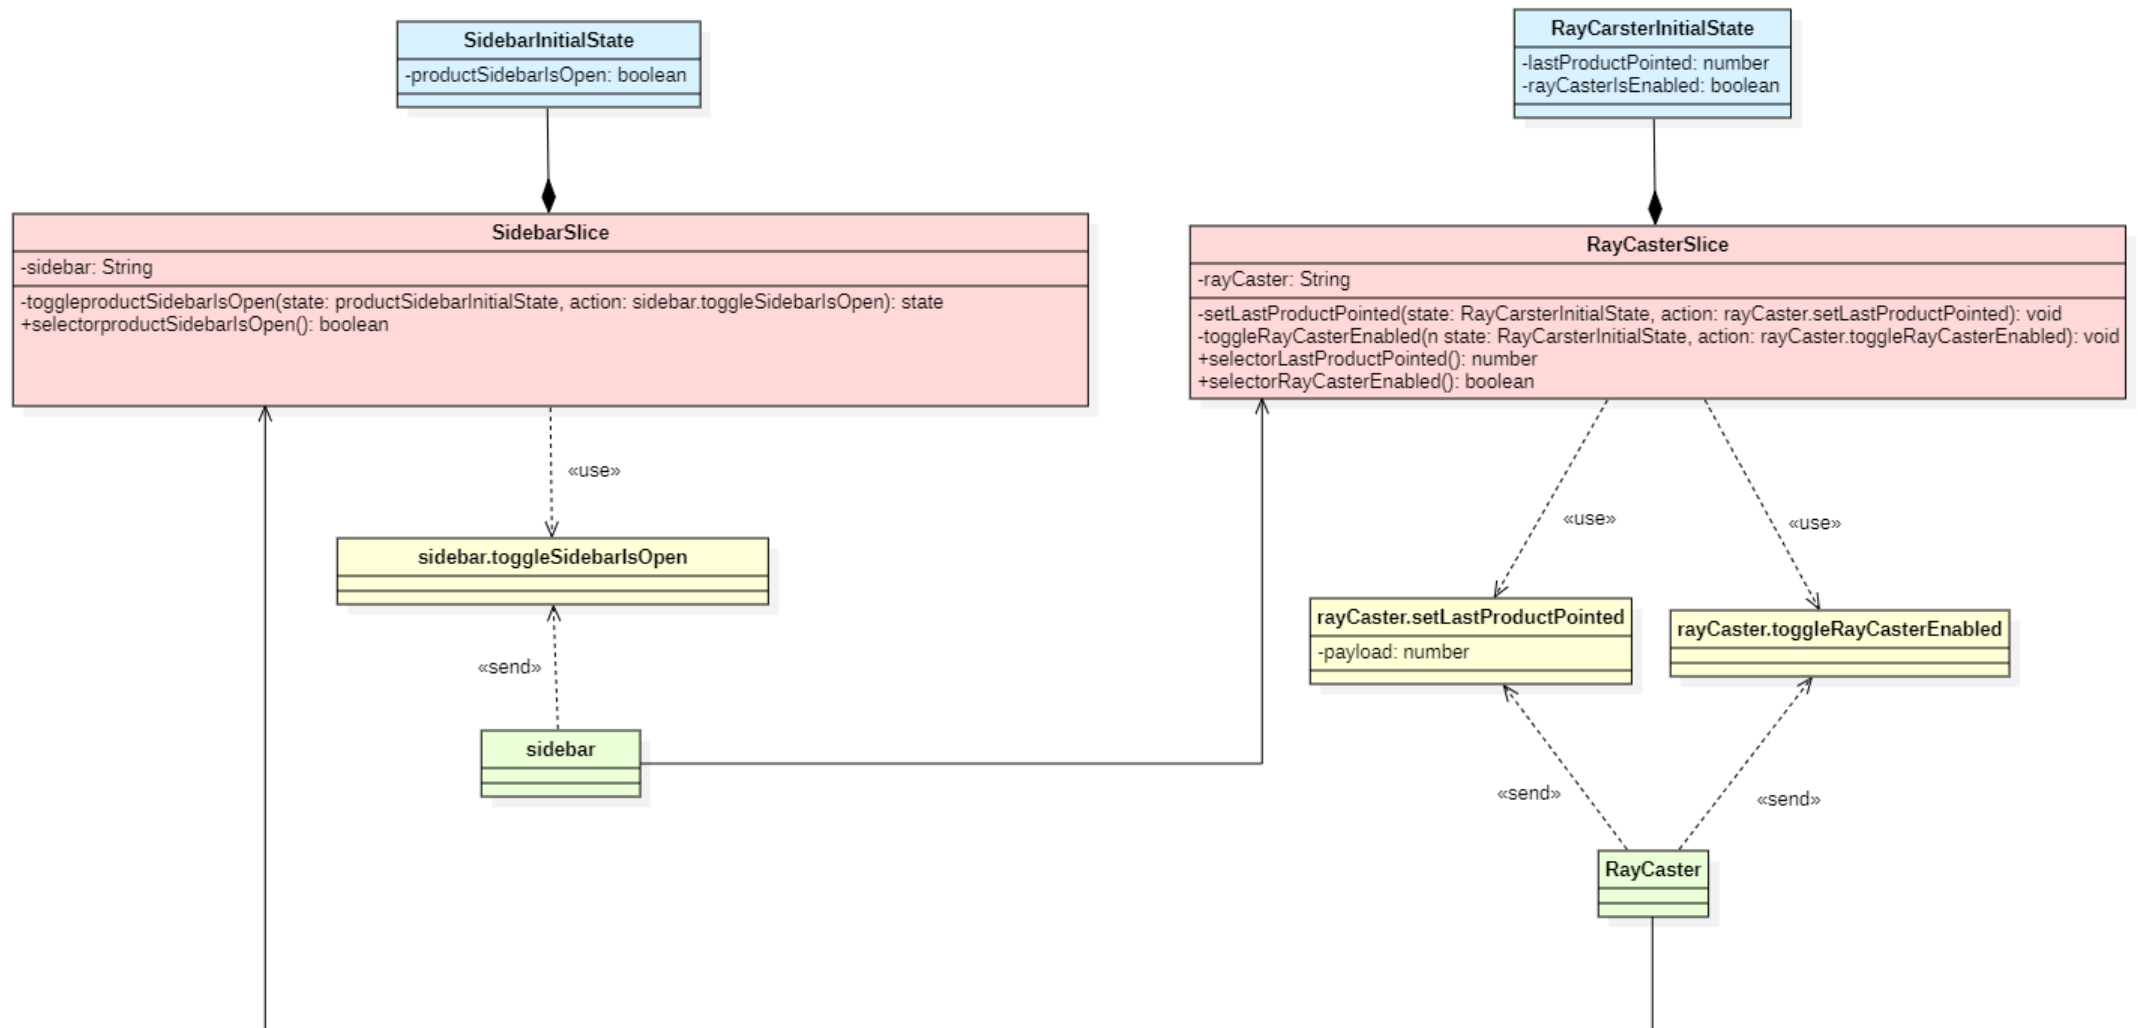 SidebarInitialState
-productSidebarIsOpen: boolean
RayCarsterInitialState
-lastProductPointed: number
-rayCasterIsEnabled: boolean
SidebarSlice
-sidebar: String
-toggleproductSidebarIsOpen(state: productSidebarInitialState, action: sidebar.toggleSidebarIsOpen): state
+selectorproductSidebarIsOpen(): boolean
RayCasterSlice
-rayCaster: String
-setLastProductPointed(state: RayCarsterInitialState, action: rayCaster.setLastProductPointed): void
-toggleRayCasterEnabled(n state: RayCarsterInitialState, action: rayCaster.toggleRayCasterEnabled): void
+selectorLastProductPointed(): number
+selectorRayCasterEnabled(): boolean
«use»
«use»
«use»
sidebar.toggleSidebarIsOpen
rayCaster.setLastProductPointed
-payload: number
rayCaster.toggleRayCasterEnabled
«send»
sidebar
«send»
«send»
RayCaster